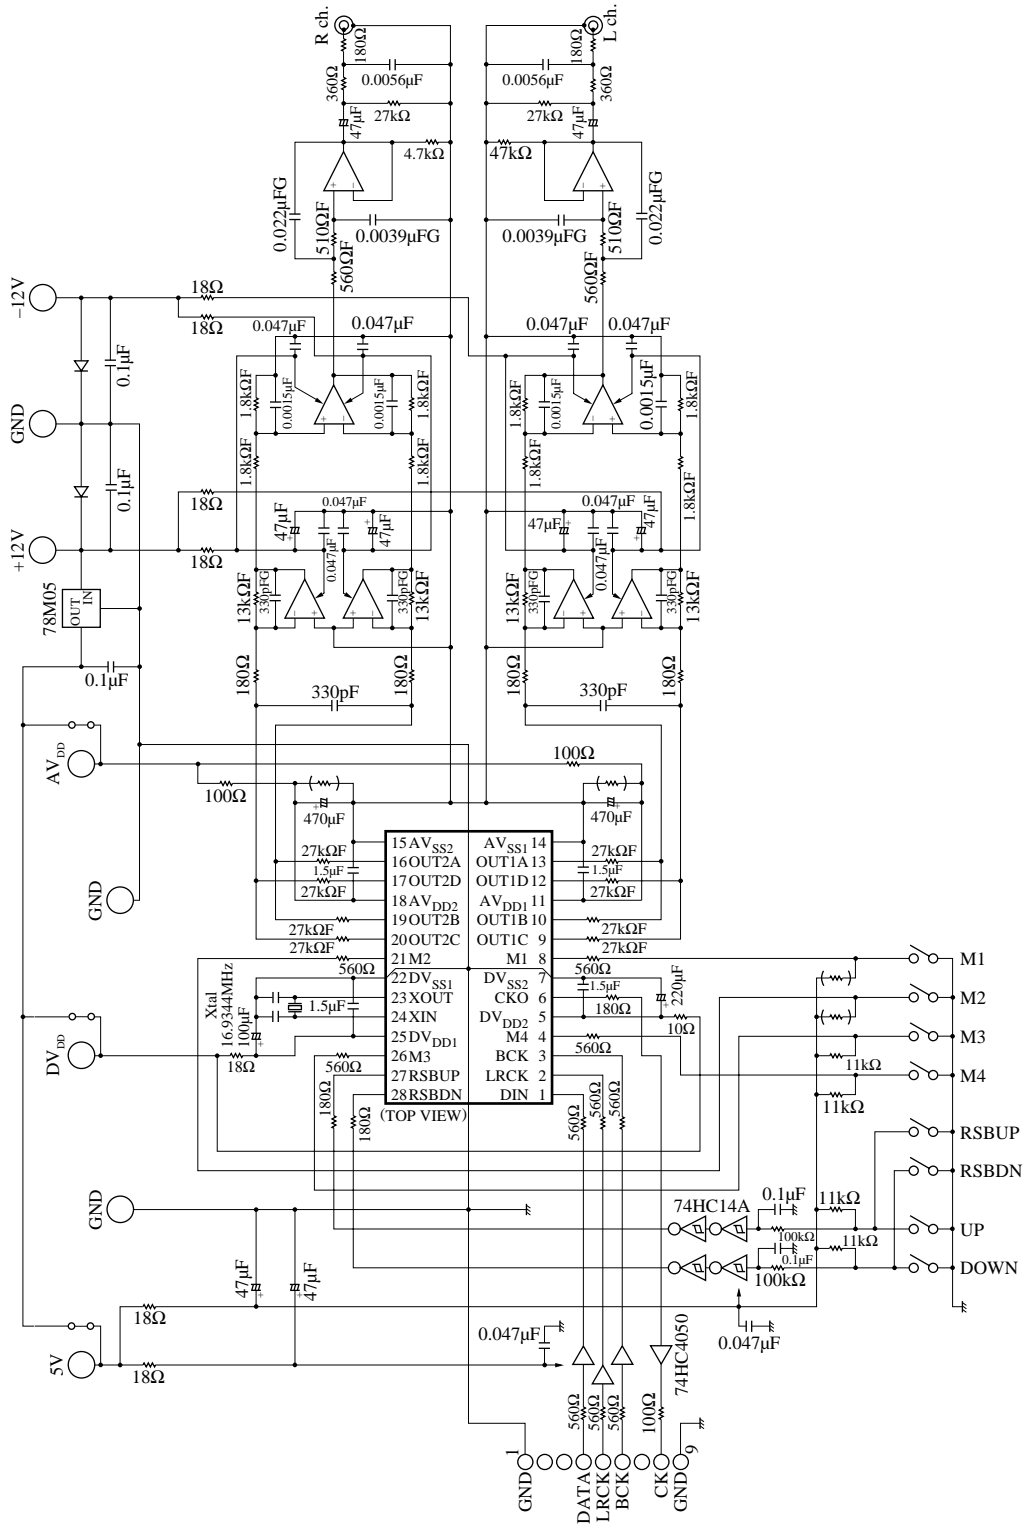 R ch.
L ch.
180Ω
180Ω
0.0056µF
0.0056µF
360Ω
360Ω
27kΩ
27kΩ
47µF
47µF
4.7kΩ
47kΩ
0.022µFG
0.022µFG
+ −
− +
0.0039µFG
0.0039µFG
510ΩF
510ΩF
560ΩF
560ΩF
−12V
18Ω
18Ω
0.047µF
0.047µF
0.047µF
0.047µF
0.1µF
1.8kΩF
0.0015µF
0.0015µF
1.8kΩF
1.8kΩF
0.0015µF
0.0015µF
1.8kΩF
+ −
+ −
GND
1.8kΩF
1.8kΩF
1.8kΩF
1.8kΩF
0.1µF
18Ω
0.047µF
0.047µF
47µF
47µF
47µF
47µF
+12V
18Ω
0.047µF
0.047µF
78M05
OUT
IN
13kΩF
330pFG
330pFG
13kΩF
13kΩF
330pFG
330pFG
13kΩF
− +
+ −
− +
+ −
0.1µF
180Ω
180Ω
180Ω
180Ω
330pF
330pF
AVDD
100Ω
100Ω
470µF
470µF
15 AVSS2
AVSS1 14
16 OUT2A
OUT1A 13
17 OUT2D
OUT1D 12
18 AVDD2
AVDD1 11
19 OUT2B
OUT1B 10
20 OUT2C
OUT1C 9
21 M2
M1 8
22 DVSS1
DVSS2 7
23 XOUT
CKO 6
24 XIN
DVDD2 5
25 DVDD1
M4 4
26 M3
BCK 3
27 RSBUP
LRCK 2
28 RSBDN
DIN 1
(TOP VIEW)
27kΩF
27kΩF
1.5µF
1.5µF
27kΩF
27kΩF
27kΩF
27kΩF
27kΩF
27kΩF
GND
560Ω
560Ω
Xtal
16.9344MHz
100µF
1.5µF
1.5µF
180Ω
220µF
10Ω
DVDD
18Ω
560Ω
560Ω
180Ω
180Ω
560Ω
560Ω
560Ω
M1
M2
M3
M4
11kΩ
11kΩ
RSBUP
RSBDN
UP
DOWN
GND
74HC14A
0.1µF
11kΩ
100kΩ
0.1µF
11kΩ
100kΩ
47µF
47µF
18Ω
0.047µF
0.047µF
74HC4050
5V
18Ω
560Ω
560Ω
560Ω
100Ω
1
9
GND
DATA
LRCK
BCK
CK
GND